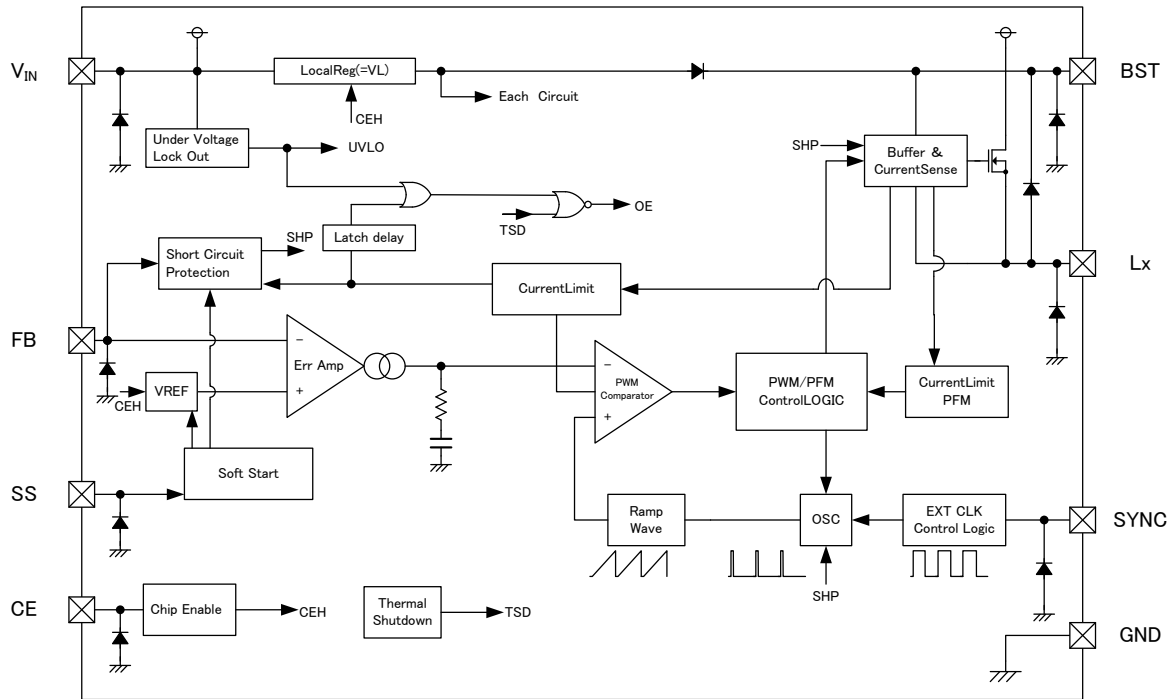 VIN
LocalReg(=VL)
BST
Each Circuit
CEH
Under Voltage
Lock Out
UVLO
SHP
Buffer &
CurrentSense
TSD
OE
Latch delay
SHP
Short Circuit
Protection
Lx
CurrentLimit
FB
−
Err Amp
+
VREF
CEH
−
PWM
Comparator
+
PWM/PFM
ControlLOGIC
CurrentLimit
PFM
Soft Start
SS
Ramp
Wave
OSC
EXT CLK
Control Logic
SYNC
SHP
CE
Chip Enable
CEH
Thermal
Shutdown
TSD
GND